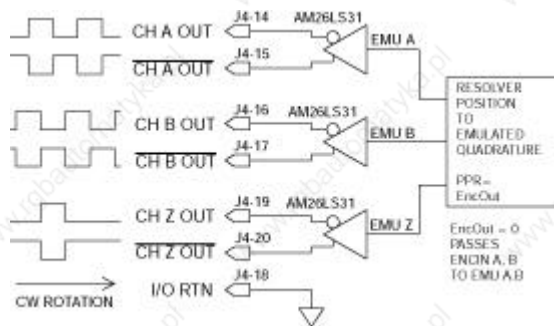 CH A OUT
J4-14
AM26LS31
EMU A
CH A OUT
J4-15
CH B OUT
J4-16
AM26LS31
EMU B
CH B OUT
J4-17
CH Z OUT
J4-19
AM26LS31
EMU Z
CH Z OUT
J4-20
J4-18
I/O RTN
CW ROTATION
RESOLVER
POSITION
TO
EMULATED
QUADRATURE
PPR=
EncOut
EncOut = 0
PASSES
ENCIN A, B
TO EMU A,B